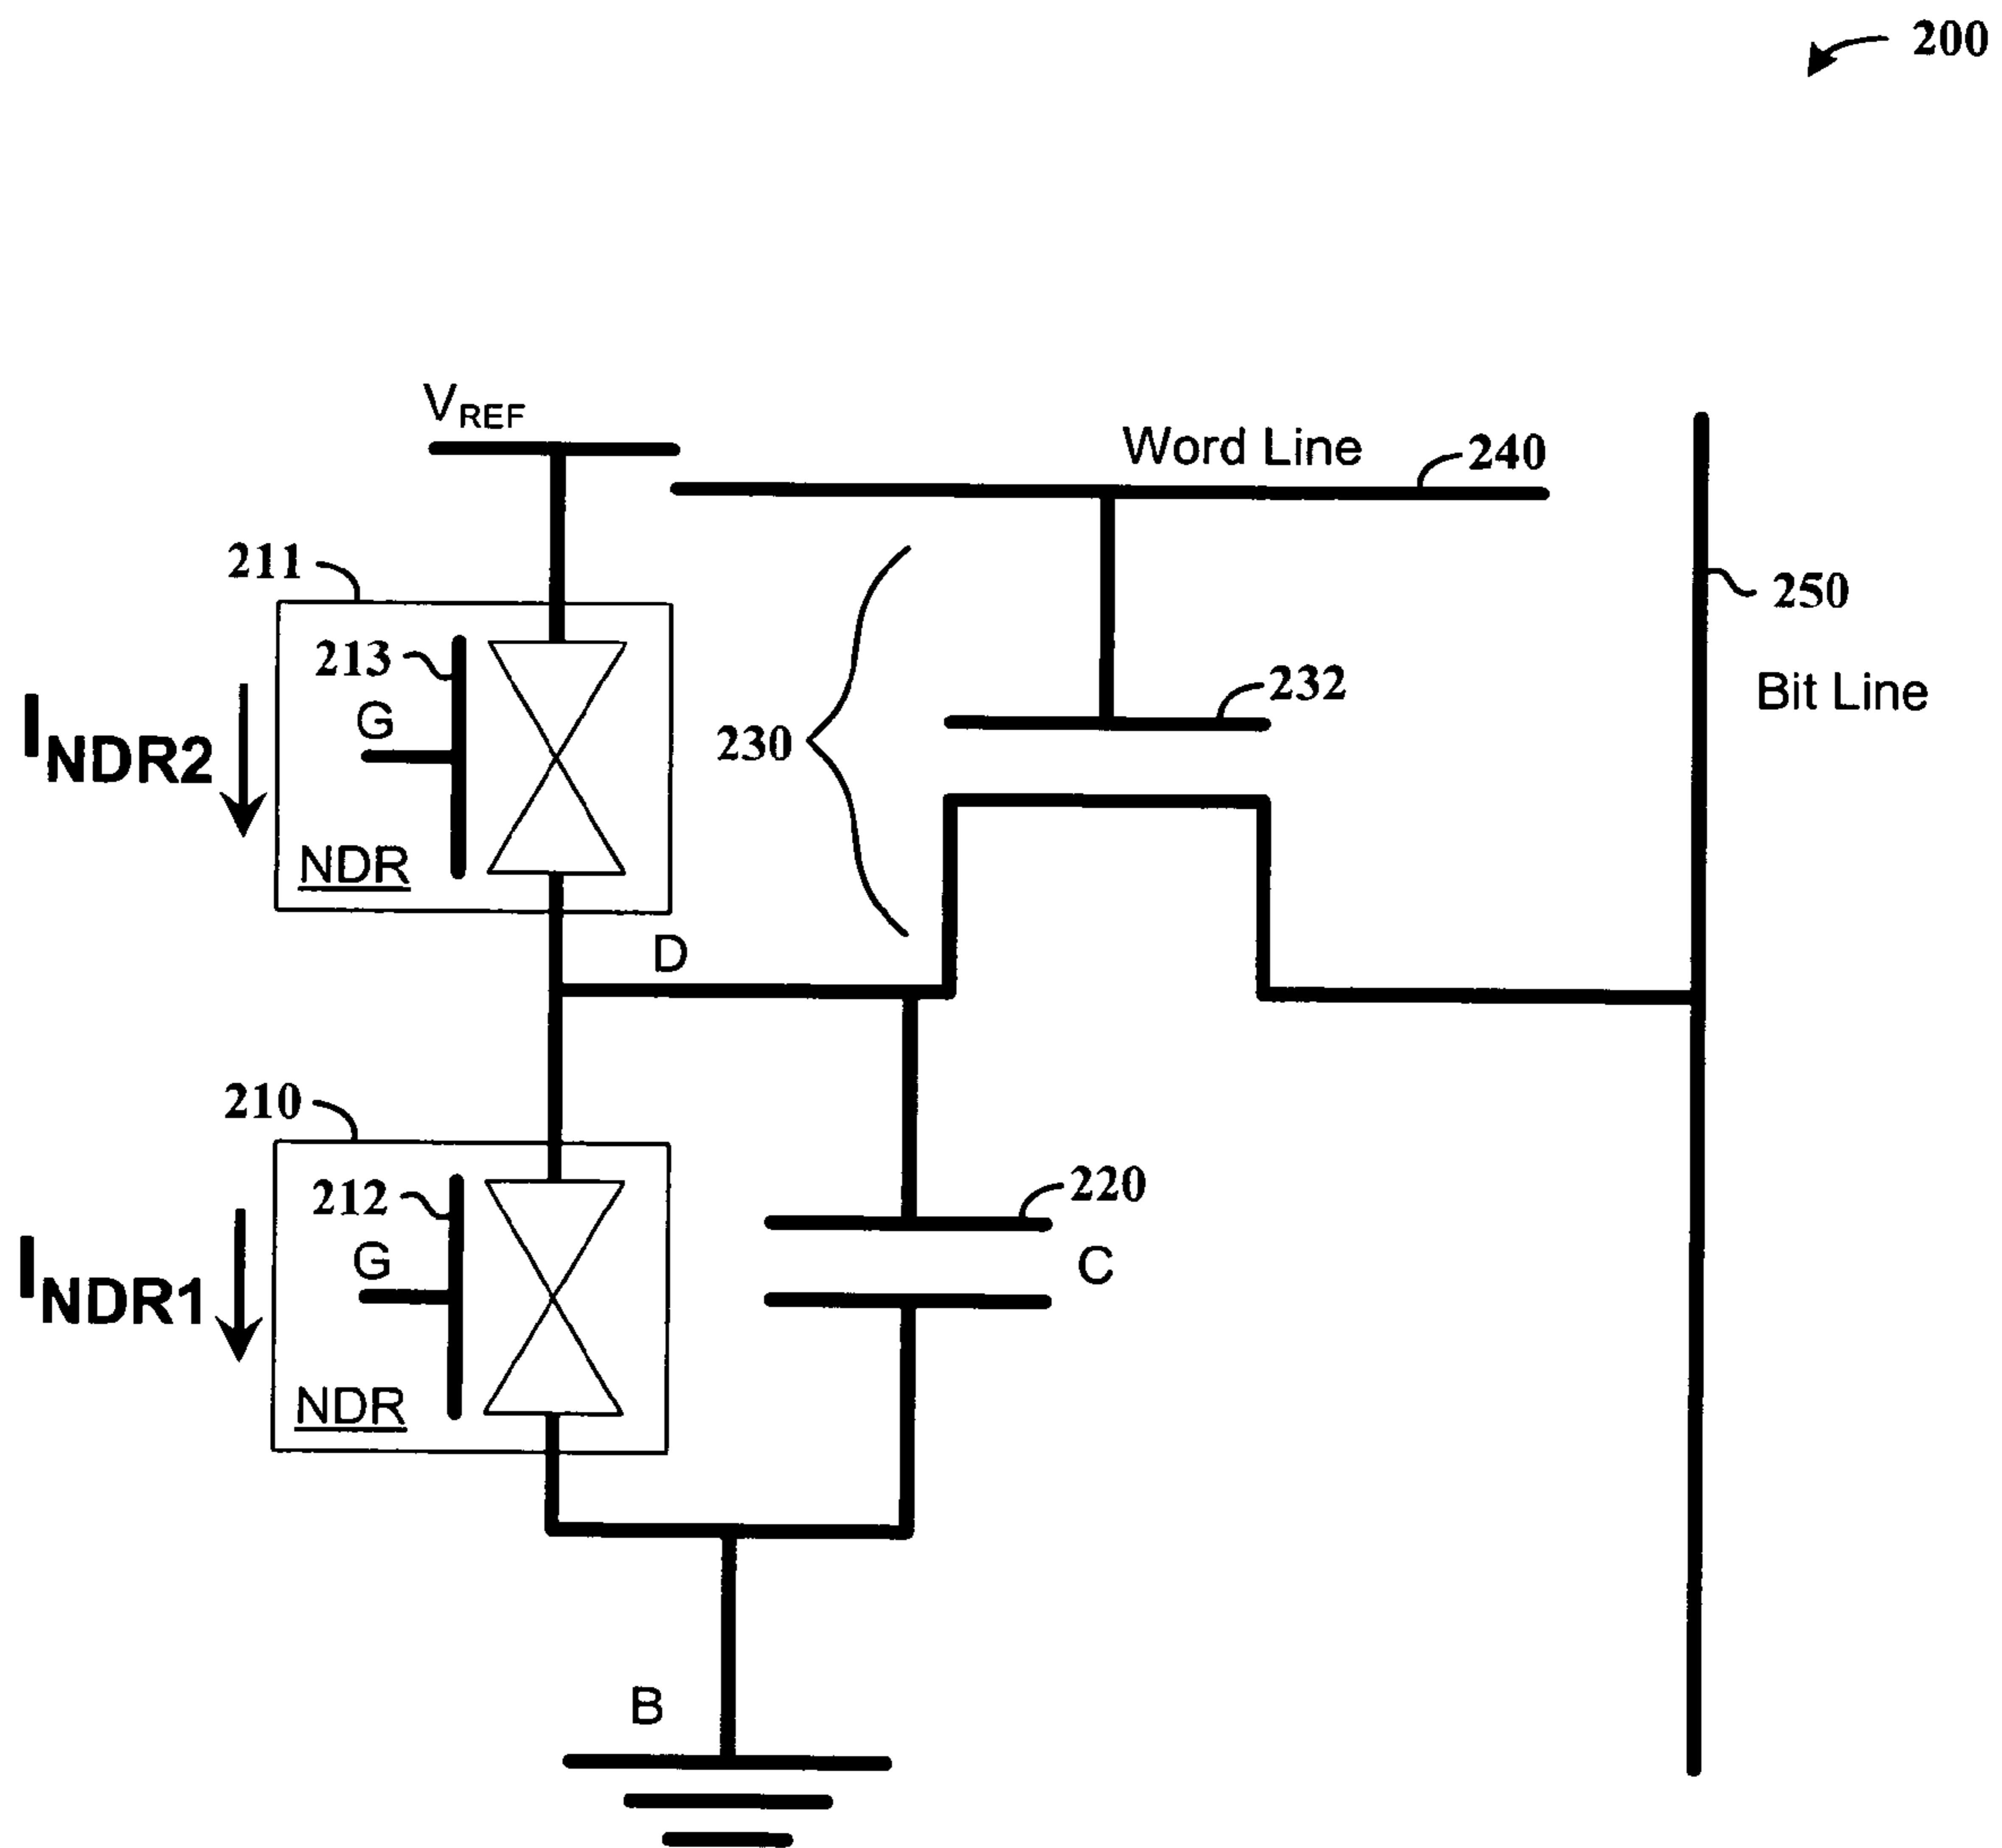 200
VREF
Word Line
240
211
250
213
232
G
Bit Line
INDR2
230
NDR
D
210
212
220
G
C
INDR1
NDR
B